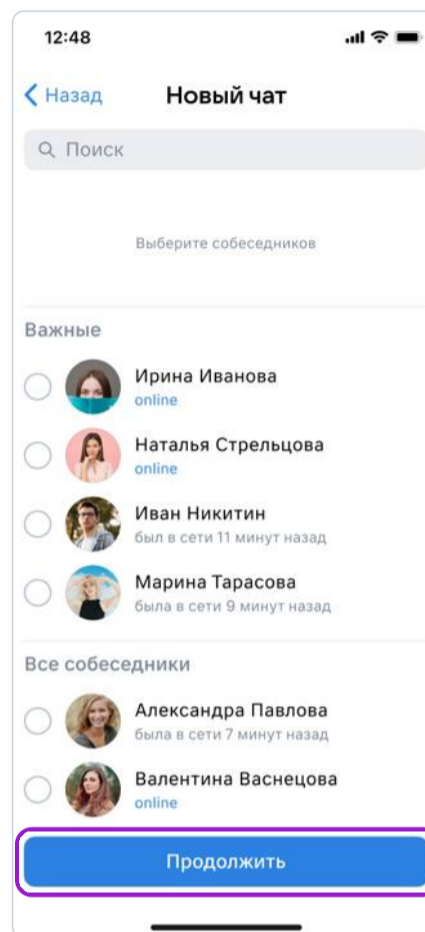 12:48
Назад
Новый чат
Поиск
Выберите собеседников
Важные
Ирина Иванова
online
Наталья Стрельцова
online
Иван Никитин
был в сети 11 минут назад
Марина Тарасова
была в сети 9 минут назад
Все собеседники
Александра Павлова
была в сети 7 минут назад
Валентина Васнецова
online
Продолжить